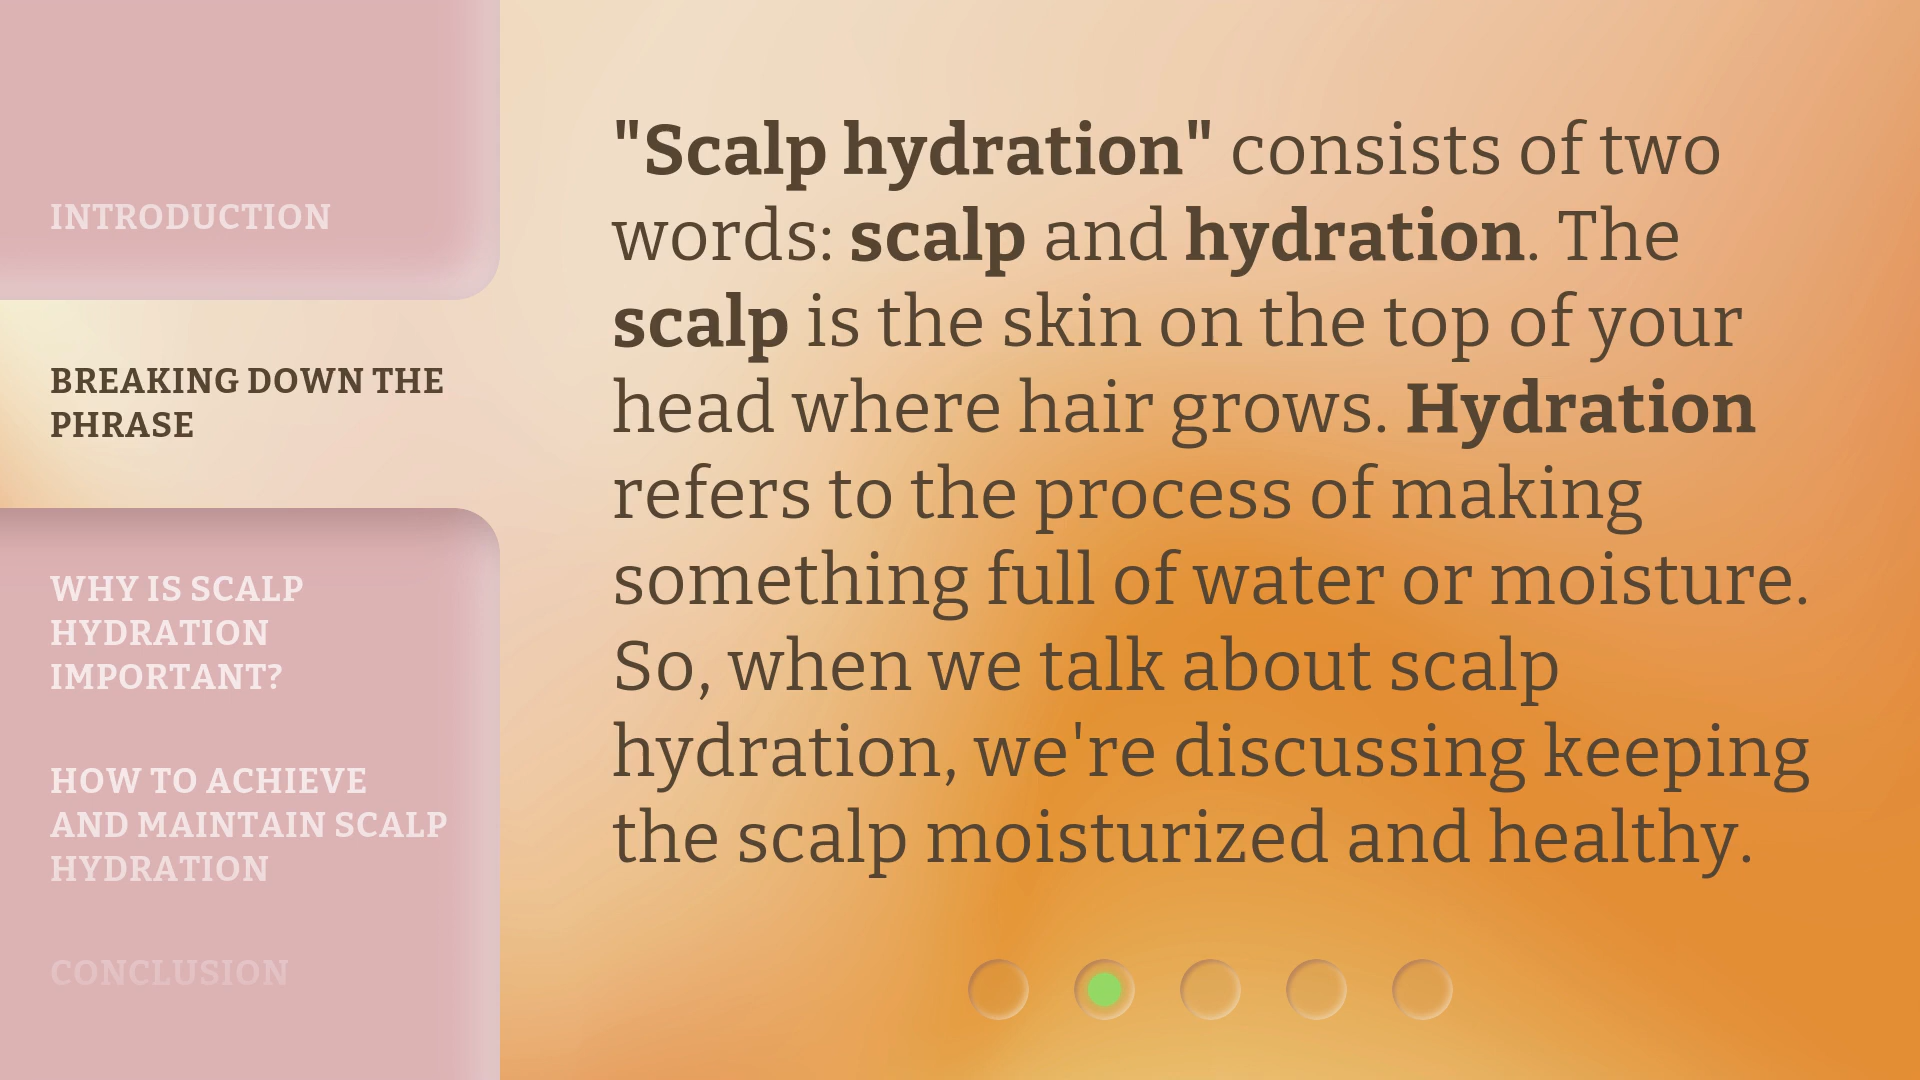 INTRODUCTION
BREAKING DOWN THE
PHRASE
WHY IS SCALP
HYDRATION
IMPORTANT?
HOW TO ACHIEVE
AND MAINTAIN SCALP
HYDRATION
CONCLUSION
"Scalp hydration" consists of two
words: scalp and hydration. The
scalp is the skin on the top of your
head where hair grows. Hydration
refers to the process of making
something full of water or moisture.
So, when we talk about scalp
hydration, we're discussing keeping
the scalp moisturized and healthy.